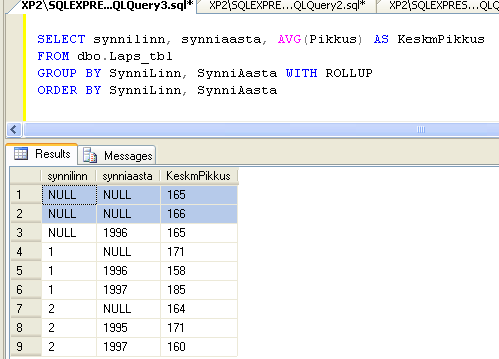 XP2\SQLEXPRE...QLQuery3.sql* XP2\SQLEXPRE...QLQuery2.sql* XP2\SQLEXPRES...QLQ
SELECT synnilinn, synniaasta, AVG(Pikkus) AS KeskmPikkus
FROM dbo.Laps_tbl
GROUP BY SynniLinn, SynniAasta WITH ROLLUP
ORDER BY SynniLinn, SynniAasta
Results Messages
synnilinn synniaasta KeskmPikkus
1 NULL NULL 165
2 NULL NULL 166
3 NULL 1996 165
4 1 NULL 171
5 1 1996 158
6 1 1997 185
7 2 NULL 164
8 2 1995 171
9 2 1997 160